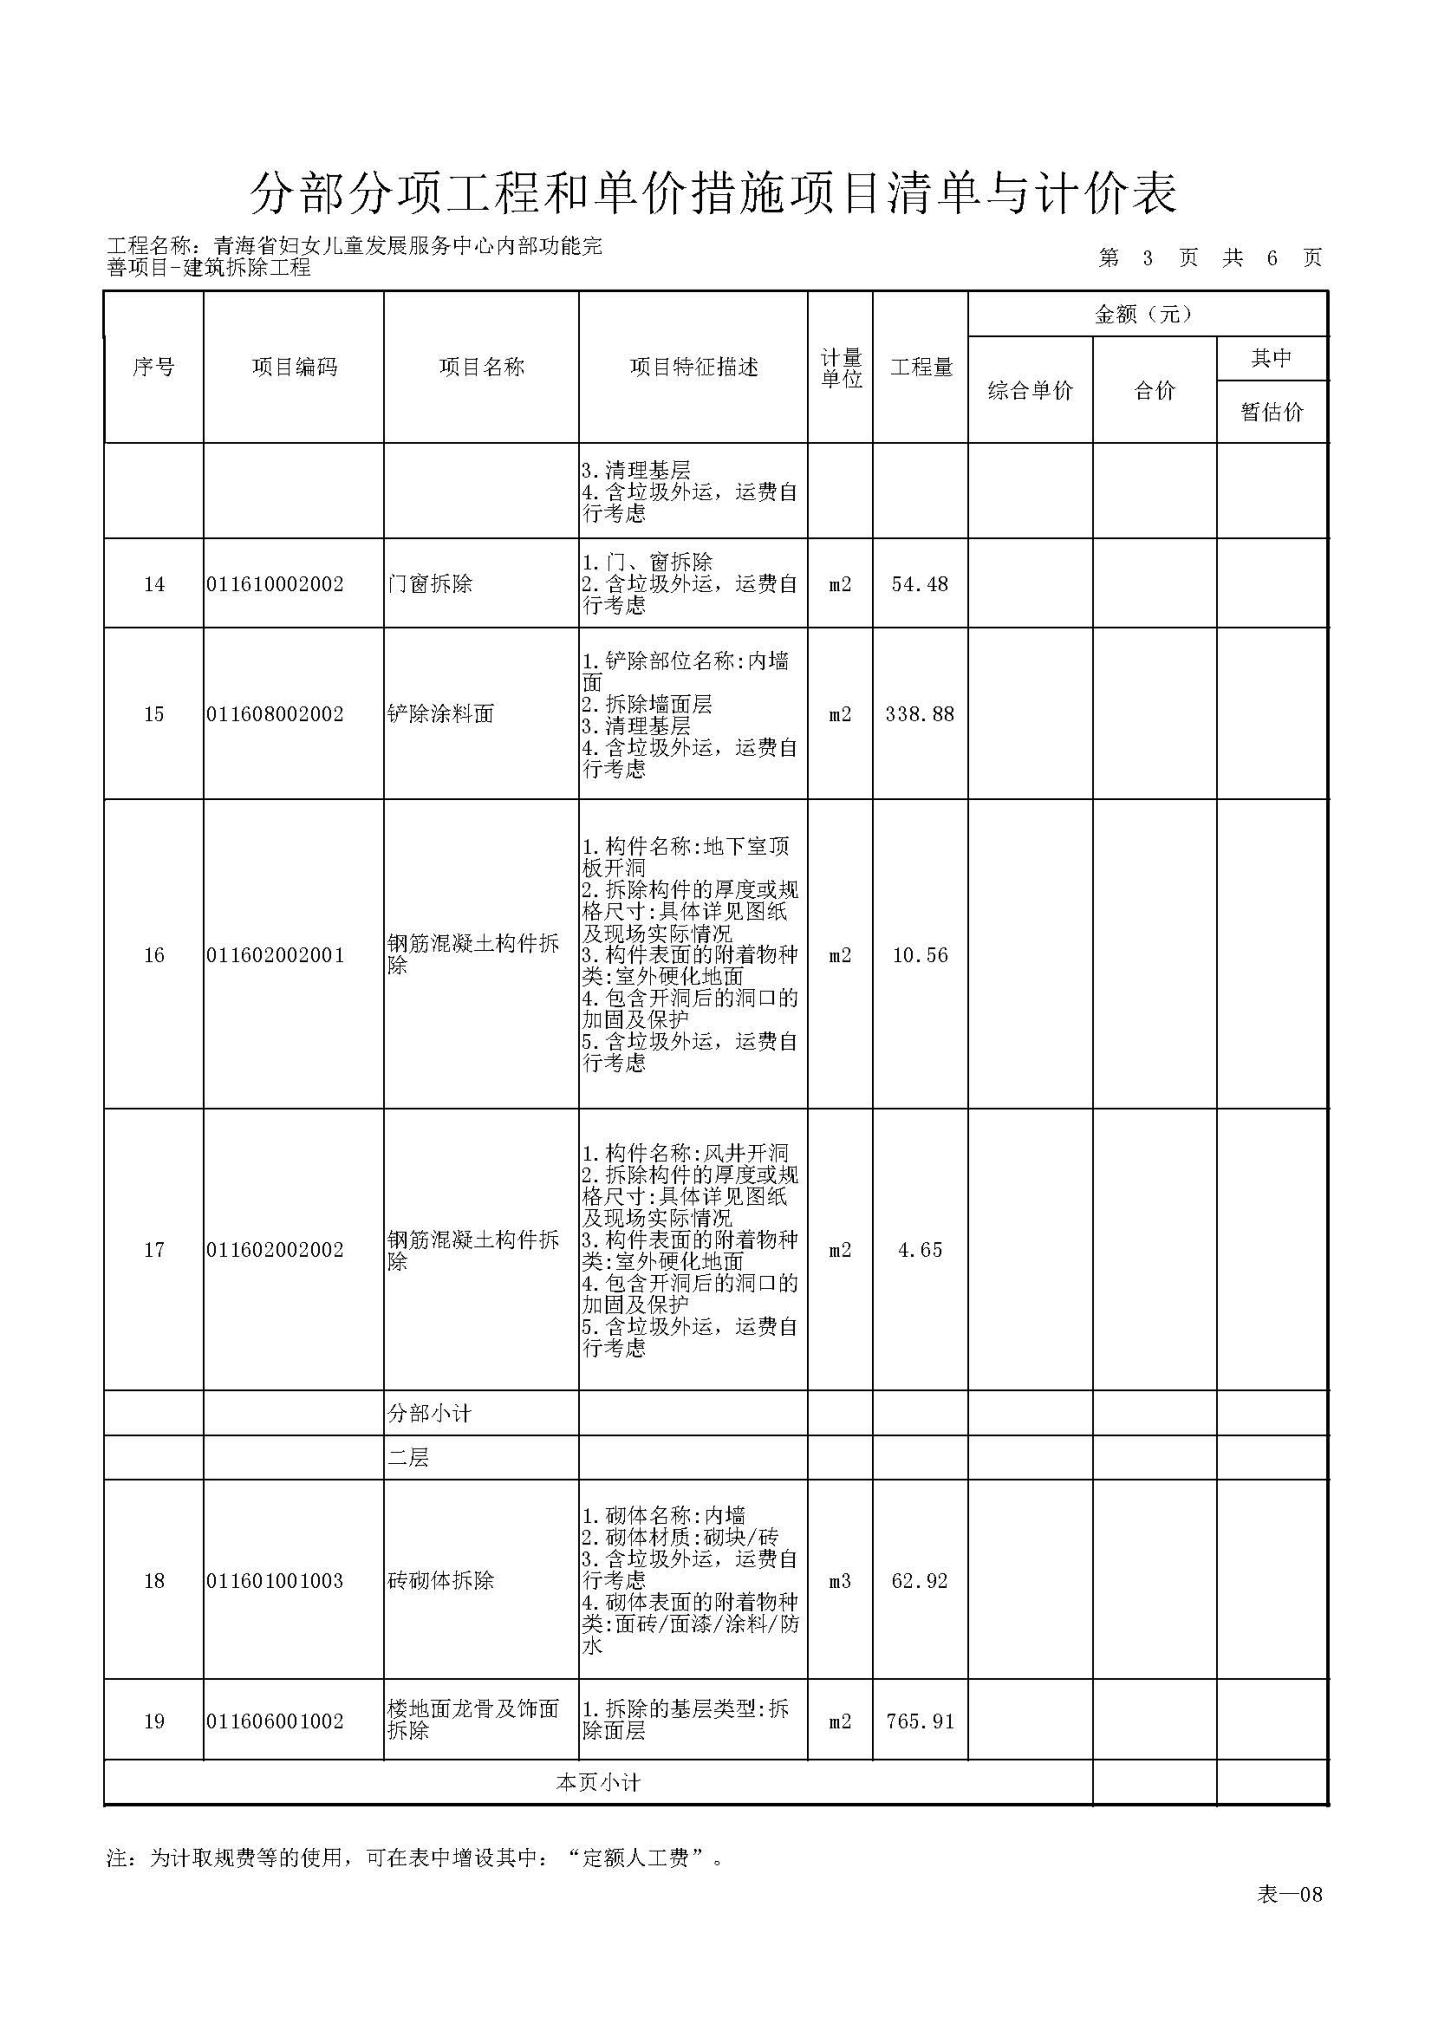 分部分项工程和单价措施项目清单与计价表
工程名称：青海省妇女儿童发展服务中心内部功能完
善项目-建筑拆除工程
第 3 页 共 6 页
序号
项目编码
项目名称
项目特征描述
计量
单位
工程量
金额（元）
综合单价
合价
其中
暂估价
3.清理基层
4.含垃圾外运，运费自
行考虑
14
011610002002
门窗拆除
1.门、窗拆除
2.含垃圾外运，运费自
行考虑
m2
54.48
15
011608002002
铲除涂料面
1.铲除部位名称:内墙
面
2.拆除墙面层
3.清理基层
4.含垃圾外运，运费自
行考虑
m2
338.88
16
011602002001
钢筋混凝土构件拆
除
1.构件名称:地下室顶
板开洞
2.拆除构件的厚度或规
格尺寸:具体详见图纸
及现场实际情况
3.构件表面的附着物种
类:室外硬化地面
4.包含开洞后的洞口的
加固及保护
5.含垃圾外运，运费自
行考虑
m2
10.56
17
011602002002
钢筋混凝土构件拆
除
1.构件名称:风井开洞
2.拆除构件的厚度或规
格尺寸:具体详见图纸
及现场实际情况
3.构件表面的附着物种
类:室外硬化地面
4.包含开洞后的洞口的
加固及保护
5.含垃圾外运，运费自
行考虑
m2
4.65
分部小计
二层
18
011601001003
砖砌体拆除
1.砌体名称:内墙
2.砌体材质:砌块/砖
3.含垃圾外运，运费自
行考虑
4.砌体表面的附着物种
类:面砖/面漆/涂料/防
水
m3
62.92
19
011606001002
楼地面龙骨及饰面
拆除
1.拆除的基层类型:拆
除面层
m2
765.91
本页小计
注：为计取规费等的使用，可在表中增设其中：“定额人工费”。
表—08